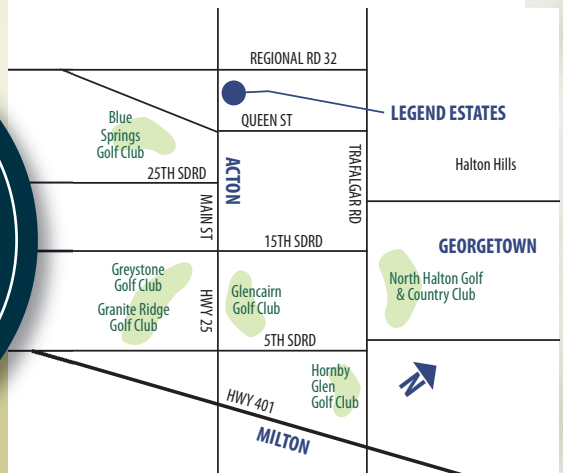 REGIONAL RD 32
LEGEND ESTATES
Blue
Springs
Golf Club
QUEEN ST
25TH SDRD
ACTON
MAIN ST
TRAFALGAR RD
Halton Hills
15TH SDRD
GEORGETOWN
Greystone
Golf Club
Granite Ridge
Golf Club
HWY 25
Glencairn
Golf Club
North Halton Golf
& Country Club
5TH SDRD
Hornby
Glen
Golf Club
N
HWY 401
MILTON